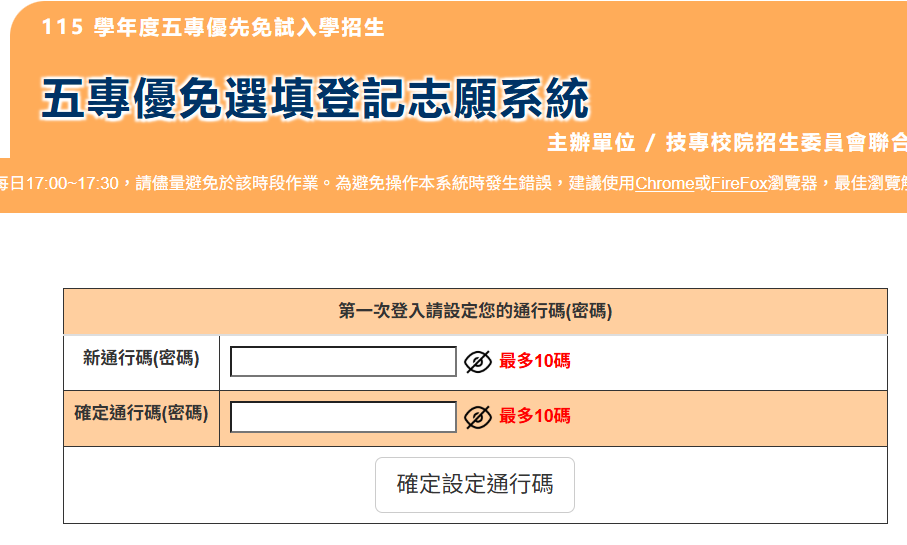 115 學年度五專優先免試入學招生
五專優免選填登記志願系統
主辦單位 / 技專校院招生委員會聯合
每日17:00~17:30，請儘量避免於該時段作業。為避免操作本系統時發生錯誤，建議使用Chrome或FireFox瀏覽器，最佳瀏覽解
第一次登入請設定您的通行碼(密碼)
新通行碼(密碼) 最多10碼
確定通行碼(密碼) 最多10碼
確定設定通行碼